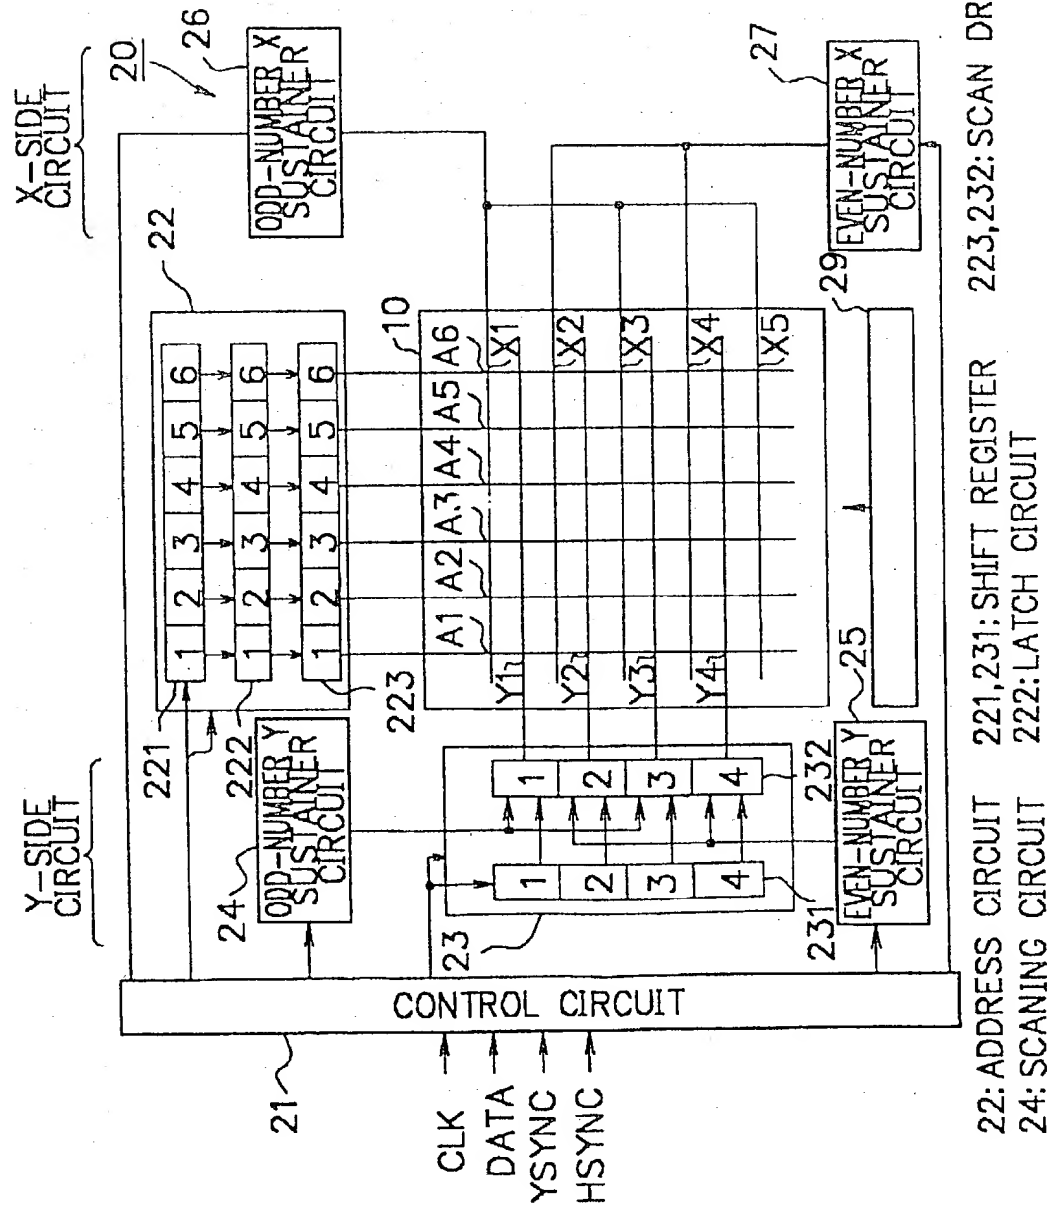 Y-SIDE
CIRCUIT
X-SIDE
CIRCUIT
20
21
CONTROL CIRCUIT
CLK
DATA
YSYNC
HSYNC
221
222
223
22
1 2 3 4 5 6
1 2 3 4 5 6
1 2 3 4 5 6
24
ODD-NUMBER Y
SUSTAINER
CIRCUIT
26
ODD-NUMBER X
SUSTAINER
CIRCUIT
10
A1 A2 A3 A4 A5 A6
23
1
2
3
4
231
1
2
3
4
232
Y1
Y2
Y3
Y4
X1
X2
X3
X4
X5
25
EVEN-NUMBER Y
SUSTAINER
CIRCUIT
29
27
EVEN-NUMBER X
SUSTAINER
CIRCUIT
22: ADDRESS CIRCUIT
24: SCANING CIRCUIT
221,231: SHIFT REGISTER
222: LATCH CIRCUIT
223,232: SCAN DR